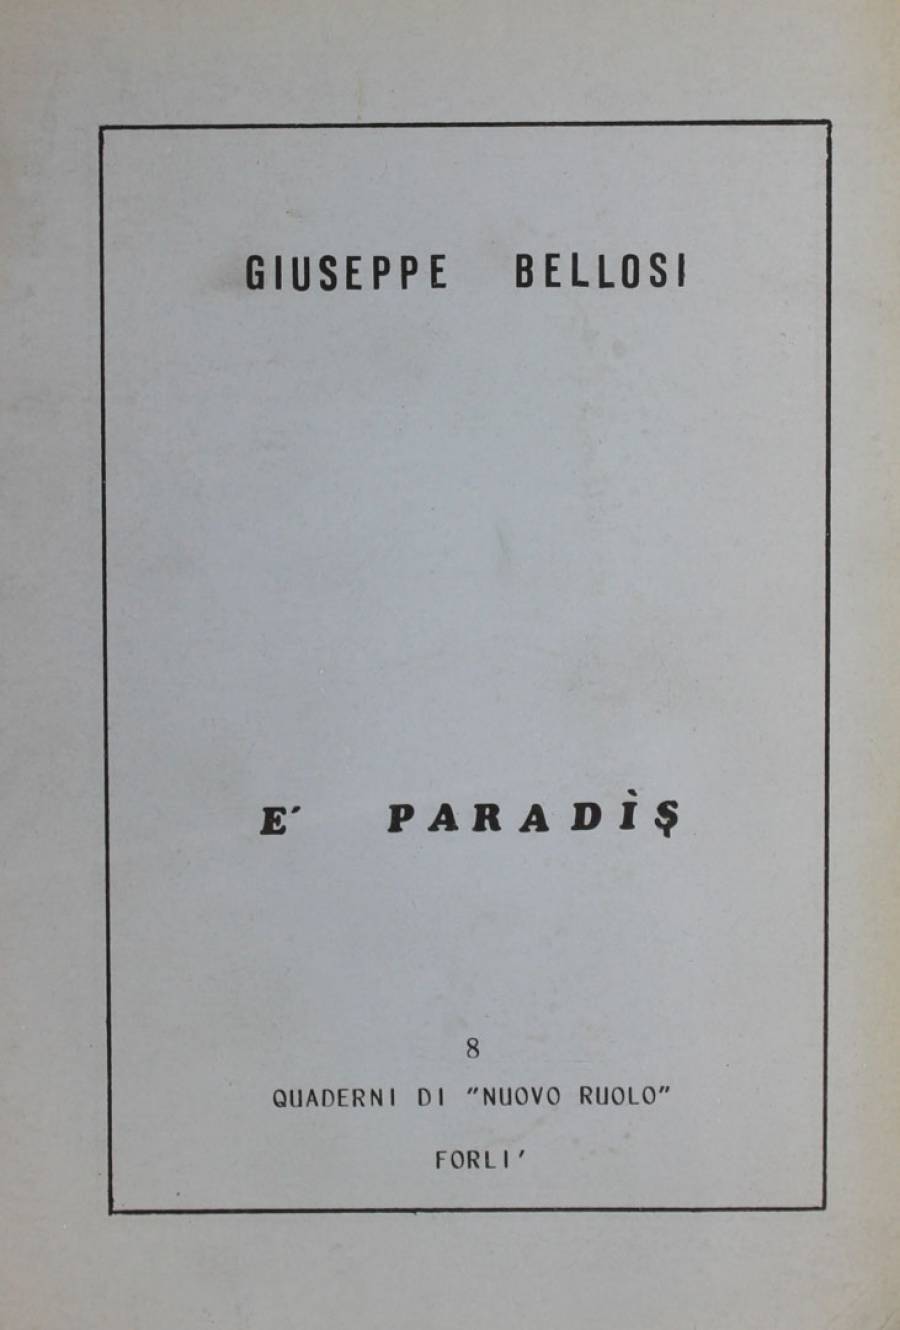 GIUSEPPE BELLOSI
E´ PARADÌȘ
8
QUADERNI DI "NUOVO RUOLO"
FORLI'